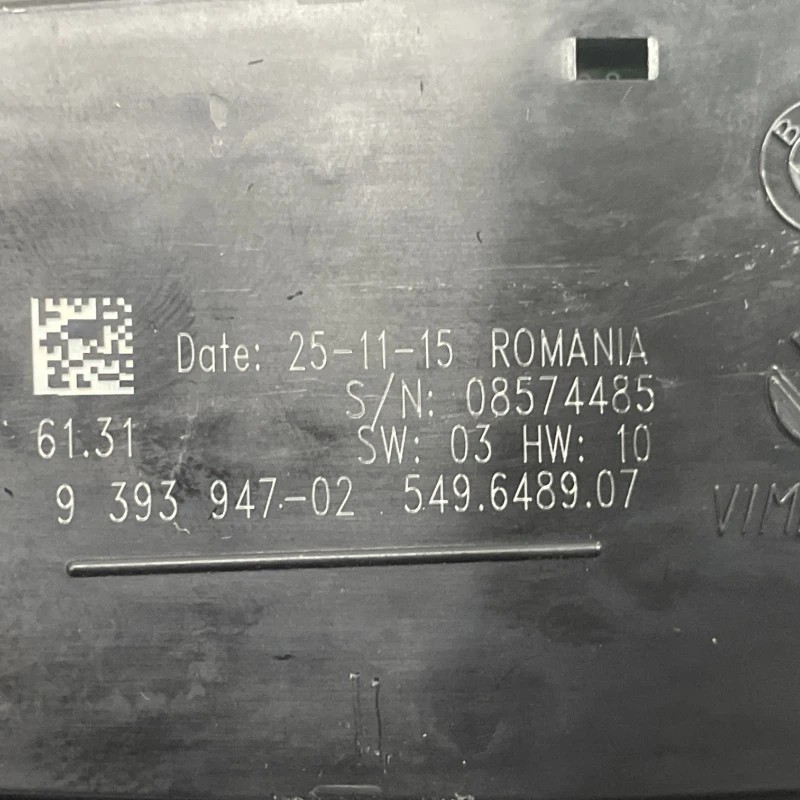 B
Date: 25-11-15 ROMANIA
S/N: 08574485
61.31 SW: 03 HW: 10
9 393 947-02 549.6489.07